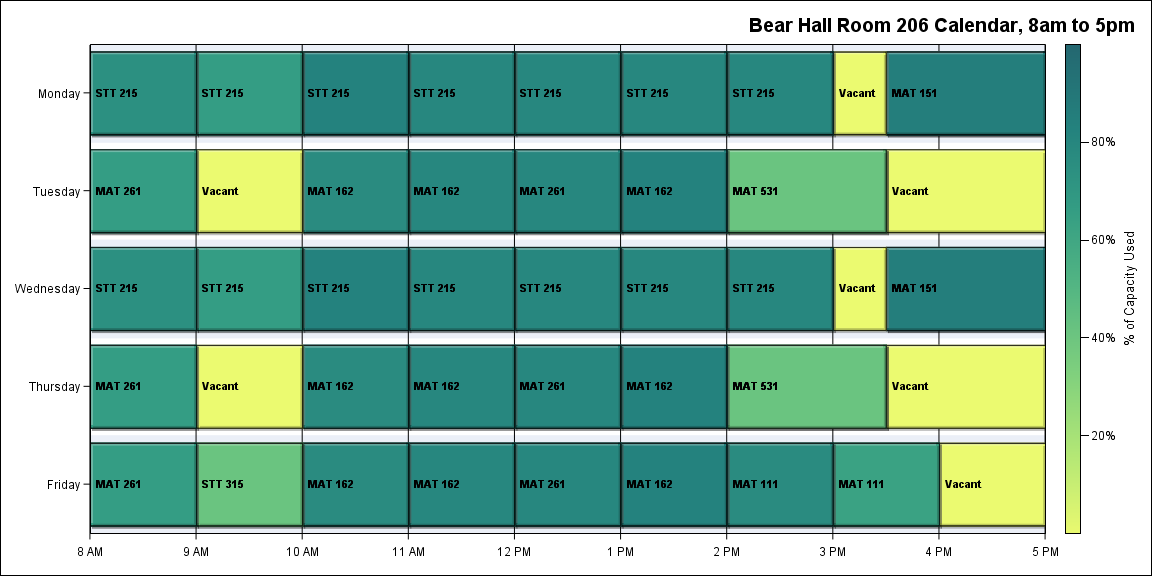 Bear Hall Room 206 Calendar, 8am to 5pm
Monday STT 215 STT 215 STT 215 STT 215 STT 215 STT 215 STT 215 Vacant MAT 151
Tuesday MAT 261 Vacant MAT 162 MAT 162 MAT 261 MAT 162 MAT 531 Vacant
Wednesday STT 215 STT 215 STT 215 STT 215 STT 215 STT 215 STT 215 Vacant MAT 151
Thursday MAT 261 Vacant MAT 162 MAT 162 MAT 261 MAT 162 MAT 531 Vacant
Friday MAT 261 STT 315 MAT 162 MAT 162 MAT 261 MAT 162 MAT 111 MAT 111 Vacant
8 AM 9 AM 10 AM 11 AM 12 PM 1 PM 2 PM 3 PM 4 PM 5 PM
80%
60%
40%
20%
% of Capacity Used